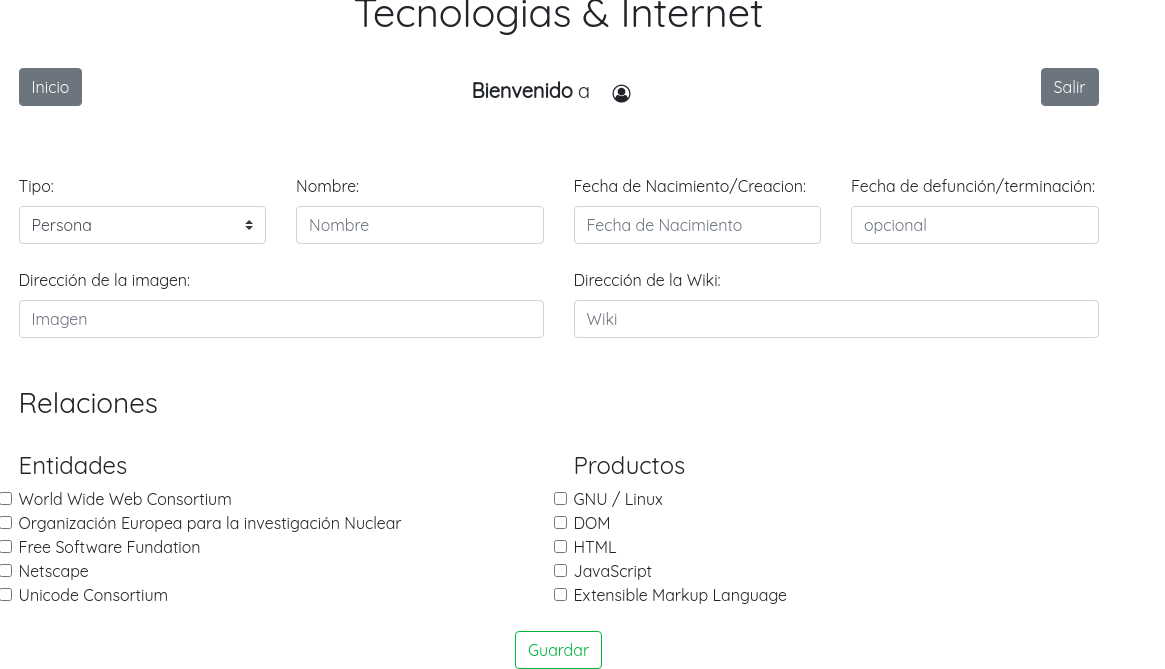 Tecnologias & Internet
Inicio
Bienvenido a
Salir
Tipo:
Nombre:
Fecha de Nacimiento/Creacion:
Fecha de defunción/terminación:
Persona
Nombre
Fecha de Nacimiento
opcional
Dirección de la imagen:
Dirección de la Wiki:
Imagen
Wiki
Relaciones
Entidades
World Wide Web Consortium
Organización Europea para la investigación Nuclear
Free Software Fundation
Netscape
Unicode Consortium
Productos
GNU / Linux
DOM
HTML
JavaScript
Extensible Markup Language
Guardar